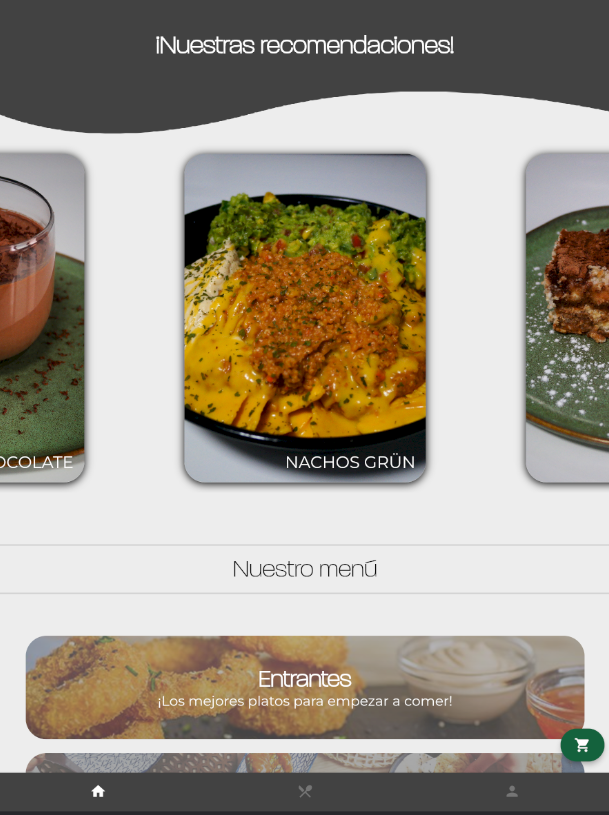 ¡Nuestras recomendaciones!
OCOLATE
NACHOS GRÜN
Nuestro menú
Entrantes
¡Los mejores platos para empezar a comer!